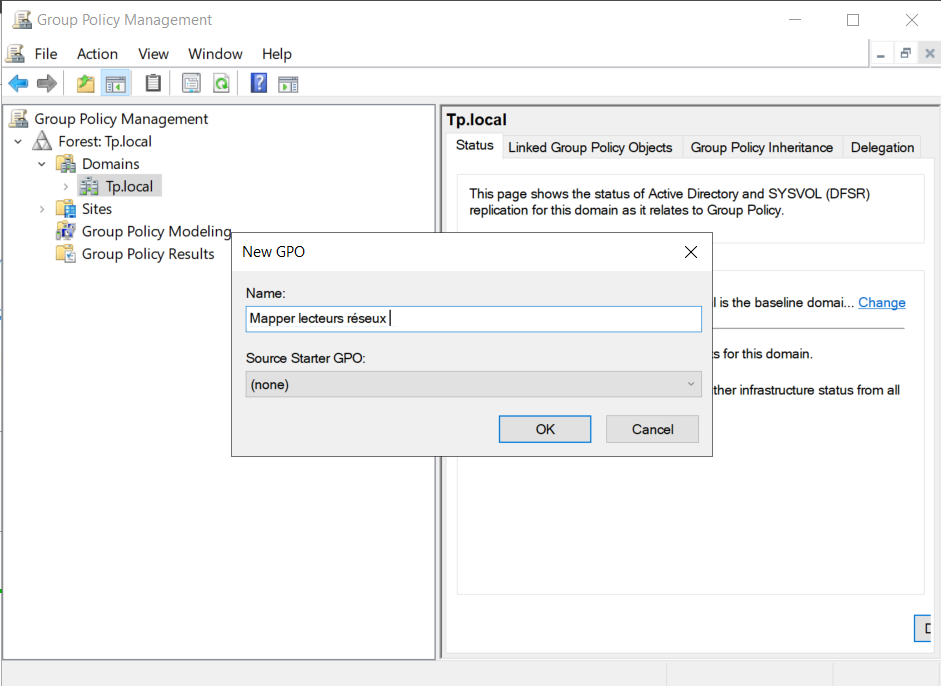 Group Policy Management
File Action View Window Help
Group Policy Management
Forest: Tp.local
Domains
Tp.local
Sites
Group Policy Modeling
Group Policy Results
Tp.local
Status Linked Group Policy Objects Group Policy Inheritance Delegation
This page shows the status of Active Directory and SYSVOL (DFSR)
replication for this domain as it relates to Group Policy.
is the baseline domai... Change
for this domain.
infrastructure status from all
New GPO
Name:
Mapper lecteurs réseux
Source Starter GPO:
(none)
OK Cancel